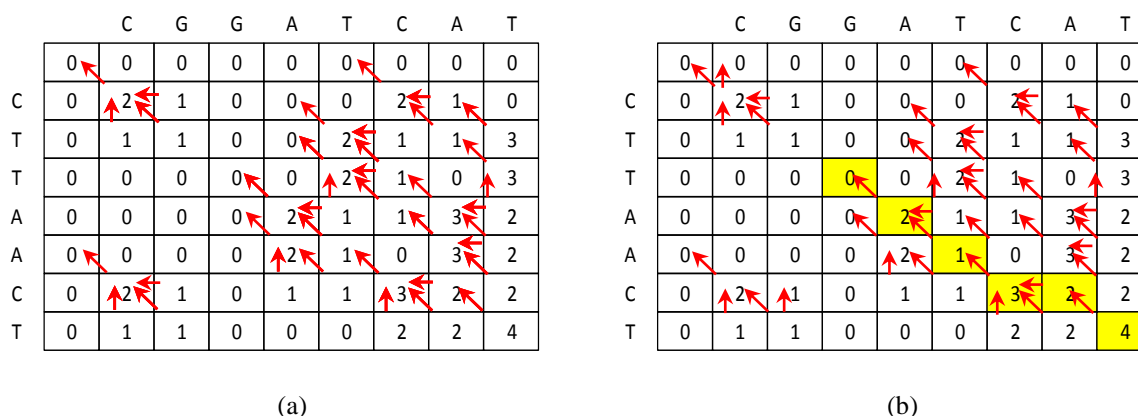 C G G A T C A T C G G A T C A T
0 0 0 0 0 0 0 0 0 0 0 0 0 0 0 0 0 0
C 0 2 1 0 0 0 2 1 0 C 0 2 1 0 0 0 2 1 0
T 0 1 1 0 0 2 1 1 3 T 0 1 1 0 0 2 1 1 3
T 0 0 0 0 0 2 1 0 3 T 0 0 0 0 0 2 1 0 3
A 0 0 0 0 2 1 1 3 2 A 0 0 0 0 2 1 1 3 2
A 0 0 0 0 2 1 0 3 2 A 0 0 0 0 2 1 0 3 2
C 0 2 1 0 1 1 3 2 2 C 0 2 1 0 1 1 3 2 2
T 0 1 1 0 0 0 2 2 4 T 0 1 1 0 0 0 2 2 4
(a) (b)